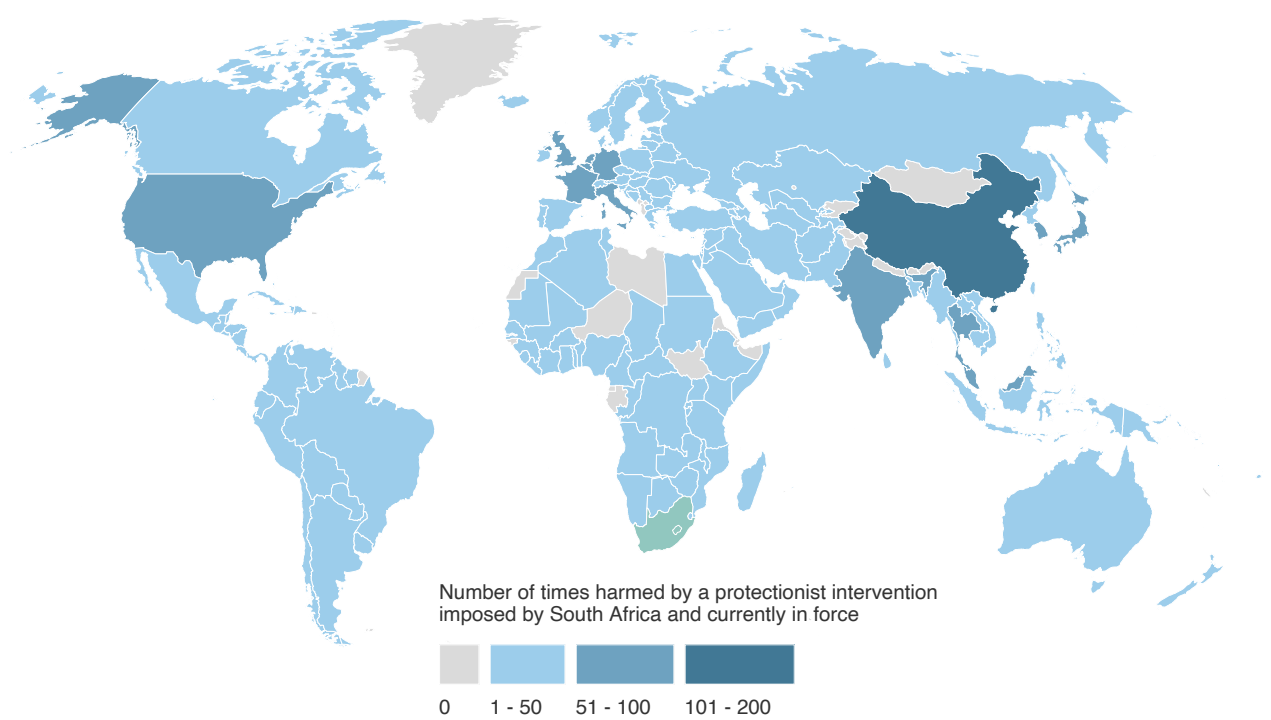 Number of times harmed by a protectionist intervention
imposed by South Africa and currently in force
0 1 - 50 51 - 100 101 - 200